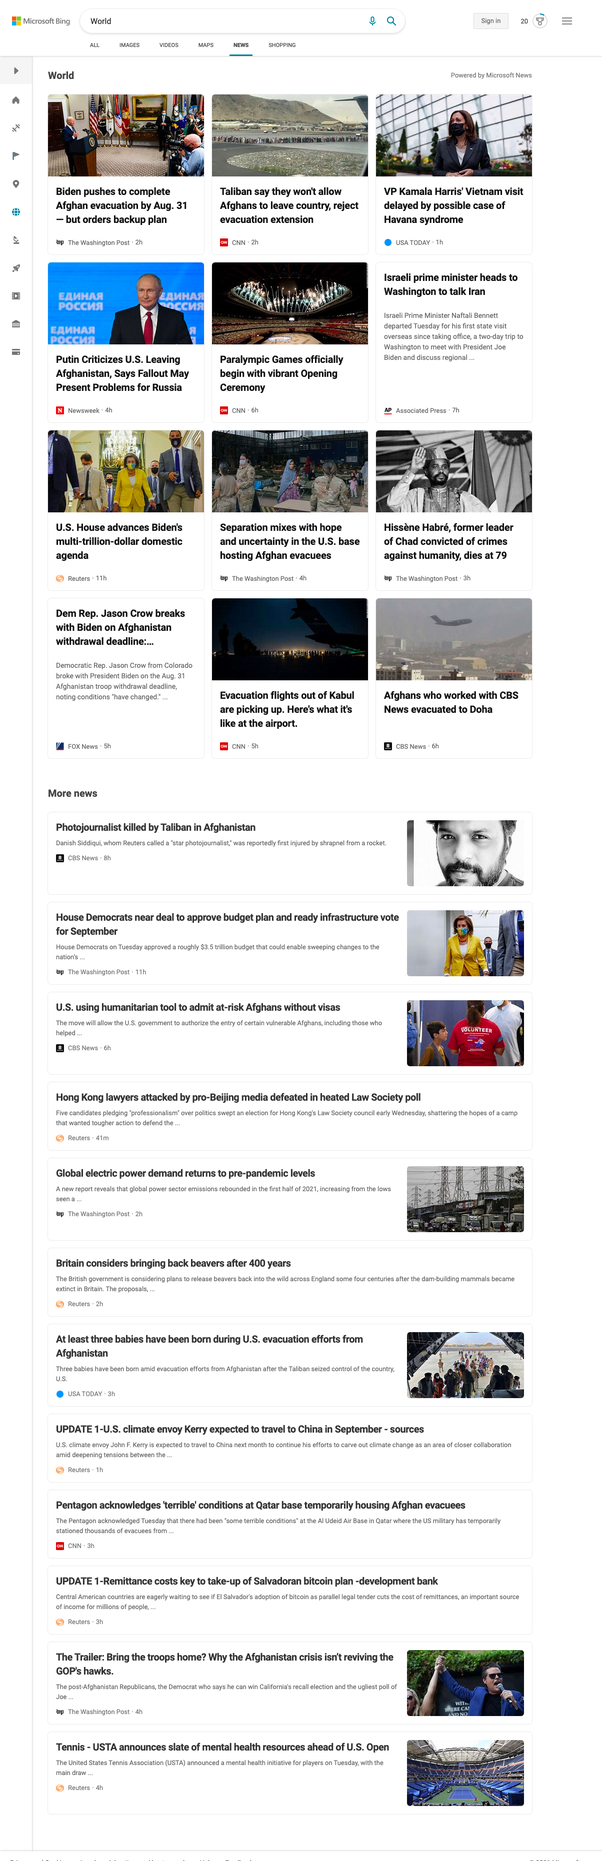 Microsoft Bing
World
Sign in
20
ALL
IMAGES
VIDEOS
MAPS
NEWS
SHOPPING
World
Powered by Microsoft News
Biden pushes to complete
Afghan evacuation by Aug. 31
— but orders backup plan
wp The Washington Post · 2h
Taliban say they won't allow
Afghans to leave country, reject
evacuation extension
CNN CNN · 2h
VP Kamala Harris' Vietnam visit
delayed by possible case of
Havana syndrome
USA TODAY · 1h
ЕДИНАЯ
РОССИЯ
ЕДИНАЯ
РОССИЯ
Putin Criticizes U.S. Leaving
Afghanistan, Says Fallout May
Present Problems for Russia
N Newsweek · 4h
Paralympic Games officially
begin with vibrant Opening
Ceremony
CNN CNN · 6h
Israeli prime minister heads to
Washington to talk Iran
Israeli Prime Minister Naftali Bennett
departed Tuesday for his first state visit
overseas since taking office, a two-day trip to
Washington to meet with President Joe
Biden and discuss regional ...
AP Associated Press · 7h
U.S. House advances Biden's
multi-trillion-dollar domestic
agenda
Reuters · 11h
Separation mixes with hope
and uncertainty in the U.S. base
hosting Afghan evacuees
wp The Washington Post · 4h
Hissène Habré, former leader
of Chad convicted of crimes
against humanity, dies at 79
wp The Washington Post · 3h
Dem Rep. Jason Crow breaks
with Biden on Afghanistan
withdrawal deadline:...
Democratic Rep. Jason Crow from Colorado
broke with President Biden on the Aug. 31
Afghanistan troop withdrawal deadline,
noting conditions "have changed." ...
FOX News · 5h
Evacuation flights out of Kabul
are picking up. Here's what it's
like at the airport.
CNN CNN · 5h
Afghans who worked with CBS
News evacuated to Doha
CBS News · 6h
More news
Photojournalist killed by Taliban in Afghanistan
Danish Siddiqui, whom Reuters called a "star photojournalist," was reportedly first injured by shrapnel from a rocket.
CBS News · 8h
House Democrats near deal to approve budget plan and ready infrastructure vote
for September
House Democrats on Tuesday approved a roughly $3.5 trillion budget that could enable sweeping changes to the
nation's ...
wp The Washington Post · 11h
U.S. using humanitarian tool to admit at-risk Afghans without visas
The move will allow the U.S. government to authorize the entry of certain vulnerable Afghans, including those who
helped ...
CBS News · 6h
VOLUNTEER
Hong Kong lawyers attacked by pro-Beijing media defeated in heated Law Society poll
Five candidates pledging "professionalism" over politics swept an election for Hong Kong's Law Society council early Wednesday, shattering the hopes of a camp
that wanted tougher action to defend the ...
Reuters · 41m
Global electric power demand returns to pre-pandemic levels
A new report reveals that global power sector emissions rebounded in the first half of 2021, increasing from the lows
seen a ...
wp The Washington Post · 2h
Britain considers bringing back beavers after 400 years
The British government is considering plans to release beavers back into the wild across England some four centuries after the dam-building mammals became
extinct in Britain. The proposals, ...
Reuters · 2h
At least three babies have been born during U.S. evacuation efforts from
Afghanistan
Three babies have been born amid evacuation efforts from Afghanistan after the Taliban seized control of the country,
U.S.
USA TODAY · 3h
UPDATE 1-U.S. climate envoy Kerry expected to travel to China in September - sources
U.S. climate envoy John F. Kerry is expected to travel to China next month to continue his efforts to carve out climate change as an area of closer collaboration
amid deepening tensions between the ...
Reuters · 1h
Pentagon acknowledges 'terrible' conditions at Qatar base temporarily housing Afghan evacuees
The Pentagon acknowledged Tuesday that there had been "some terrible conditions" at the Al Udeid Air Base in Qatar where the US military has temporarily
stationed thousands of evacuees from ...
CNN CNN · 3h
UPDATE 1-Remittance costs key to take-up of Salvadoran bitcoin plan -development bank
Central American countries are eagerly waiting to see if El Salvador's adoption of bitcoin as parallel legal tender cuts the cost of remittances, an important source
of income for millions of people, ...
Reuters · 3h
The Trailer: Bring the troops home? Why the Afghanistan crisis isn't reviving the
GOP's hawks.
The post-Afghanistan Republicans, the Democrat who says he can win California's recall election and the ugliest poll of
Joe ...
wp The Washington Post · 4h
Tennis - USTA announces slate of mental health resources ahead of U.S. Open
The United States Tennis Association (USTA) announced a mental health initiative for players on Tuesday, with the
main draw ...
Reuters · 4h